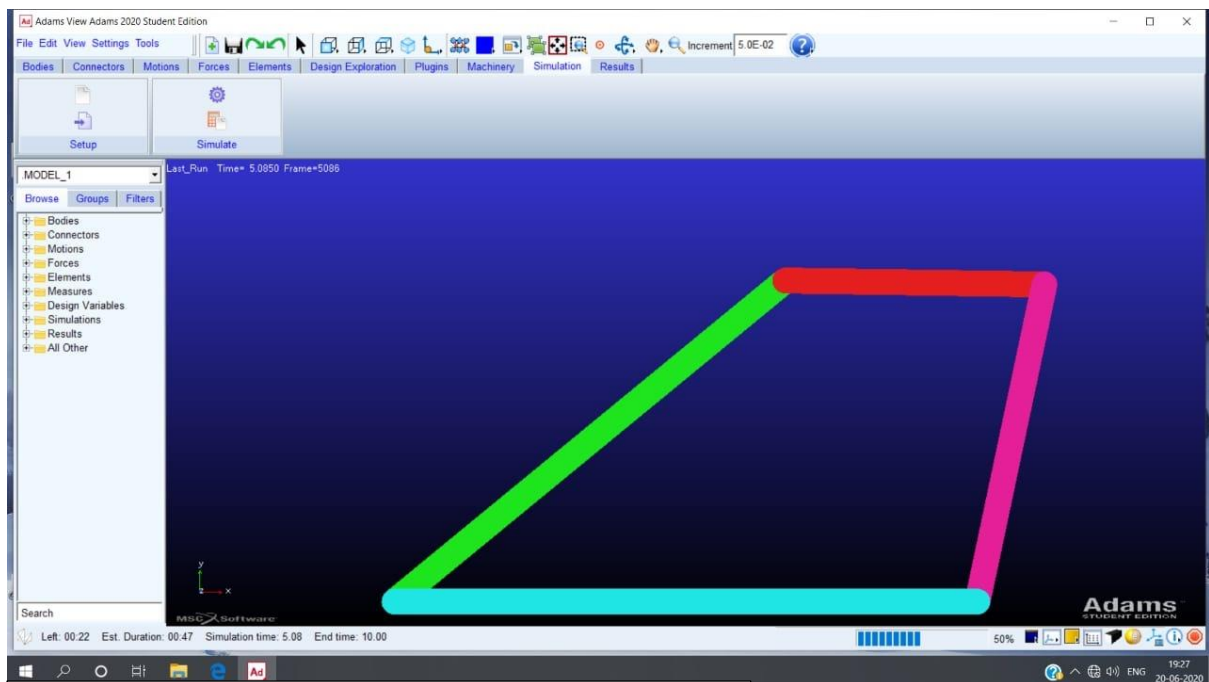 Ad Adams View Adams 2020 Student Edition
File Edit View Settings Tools
Increment 5.0E-02
Bodies Connectors Motions Forces Elements Design Exploration Plugins Machinery Simulation Results
Setup Simulate
.MODEL_1
Last_Run Time= 5.0850 Frame=5086
Browse Groups Filters
Bodies
Connectors
Motions
Forces
Elements
Measures
Design Variables
Simulations
Results
All Other
y
z x
Search
MSC Software
Adams
STUDENT EDITION
Left: 00:22 Est. Duration: 00:47 Simulation time: 5.08 End time: 10.00 50%
Ad
ENG 19:27
20-06-2020